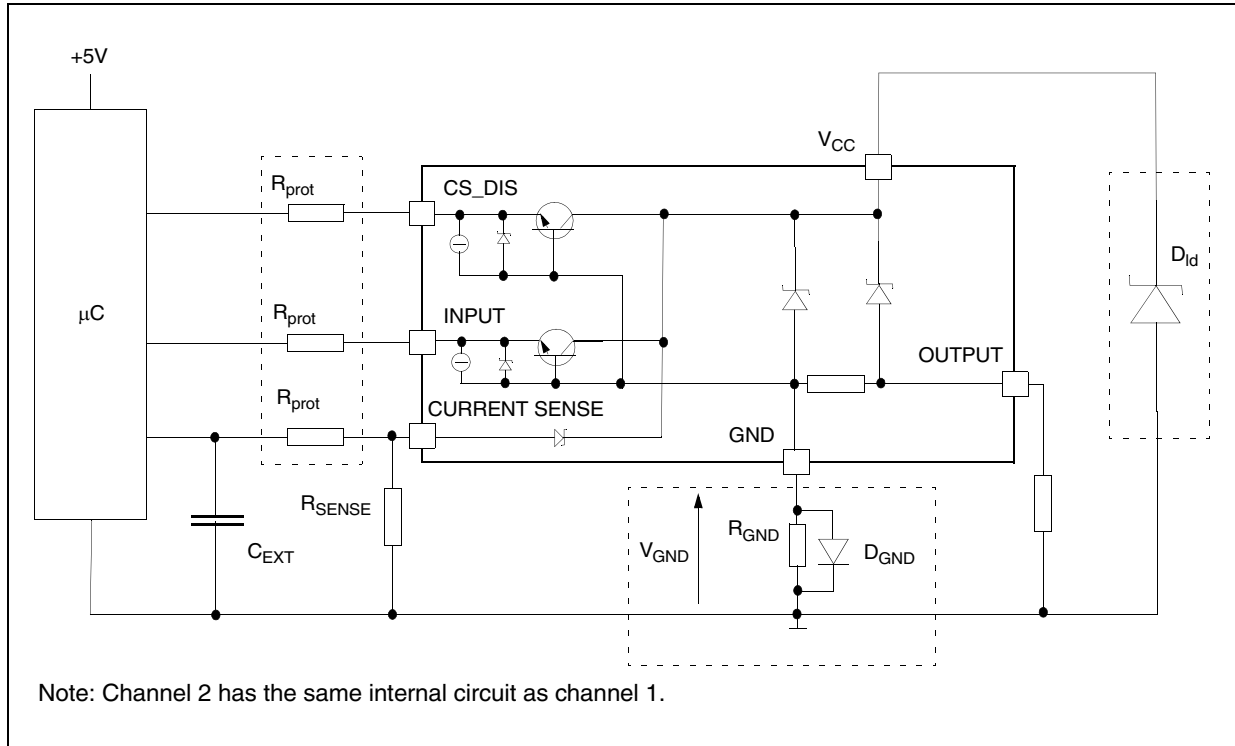 +5V
V_CC
R_prot
CS_DIS
D_ld
μC
R_prot
INPUT
OUTPUT
R_prot
CURRENT SENSE
GND
R_SENSE
V_GND
R_GND
D_GND
C_EXT
Note: Channel 2 has the same internal circuit as channel 1.